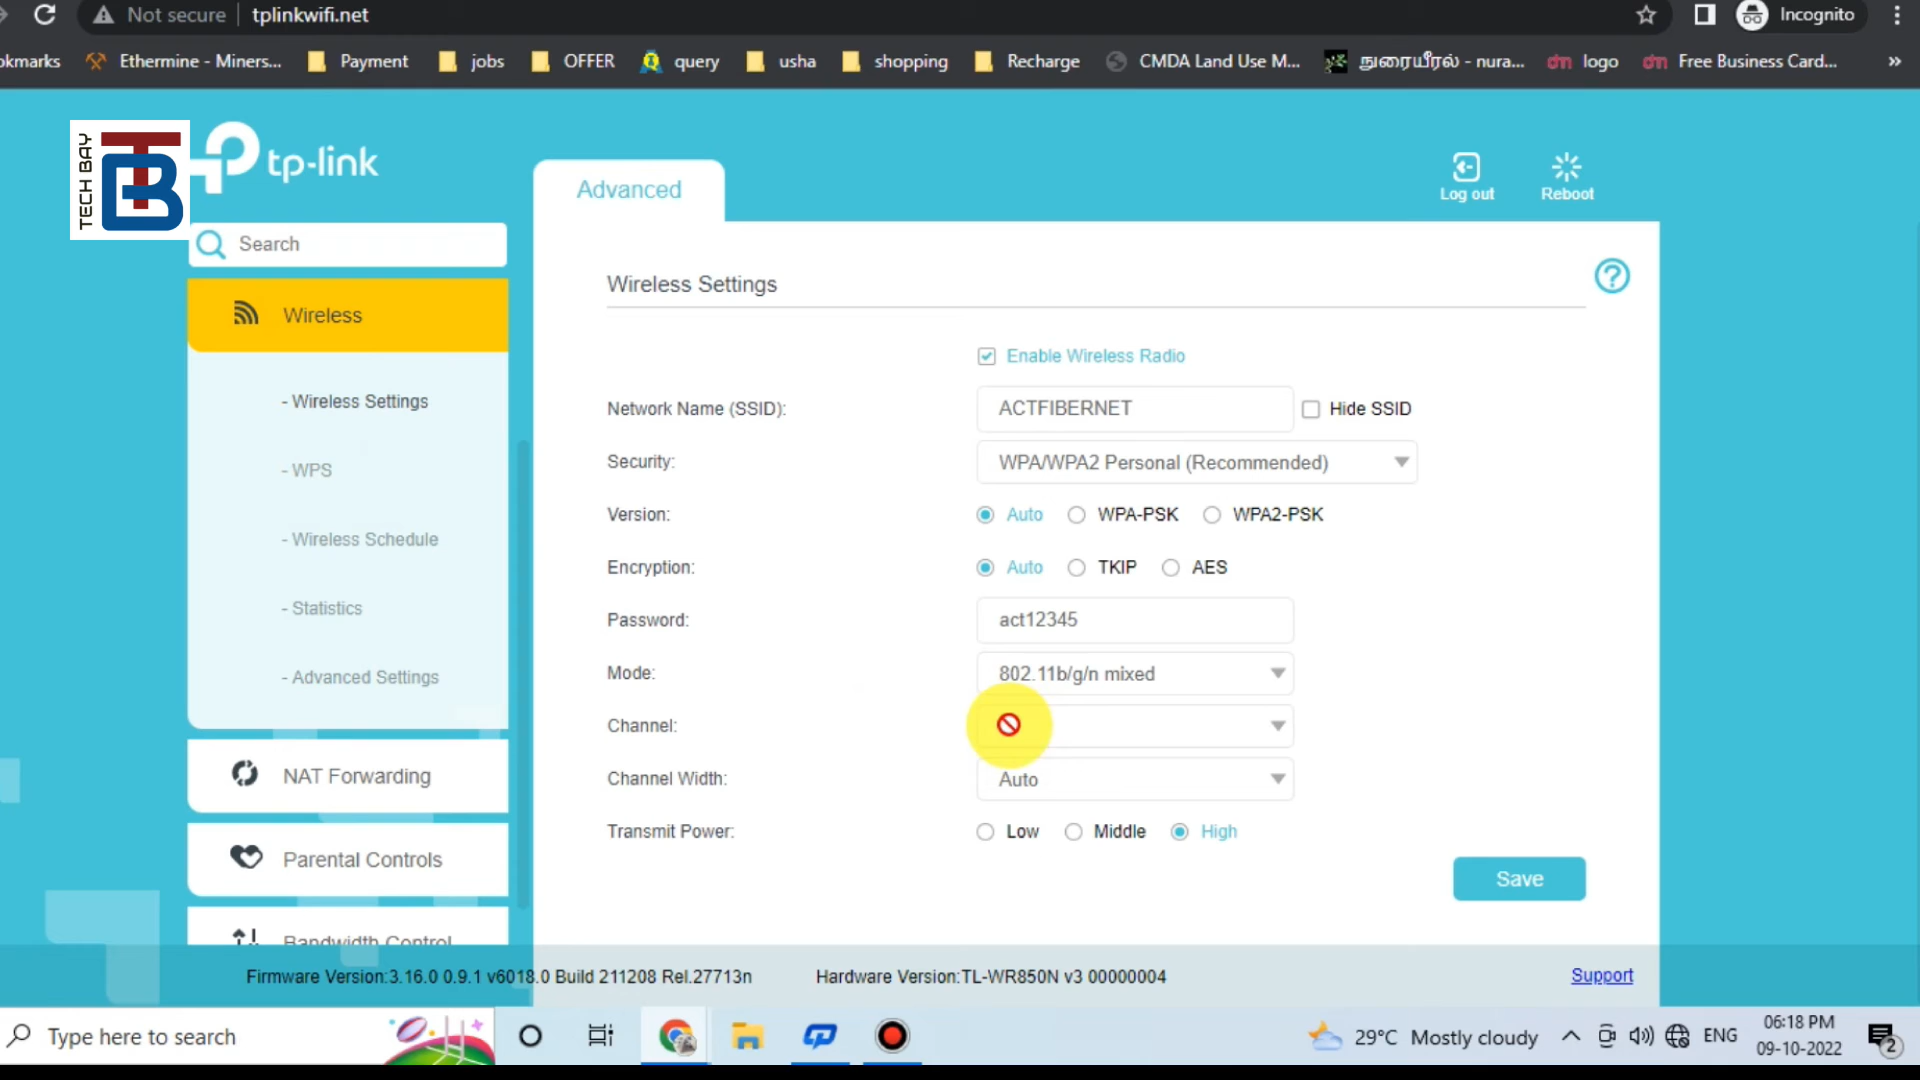 Not secure | tplinkwifi.net
Incognito
okmarks Ethermine - Miners... Payment jobs OFFER query usha shopping Recharge CMDA Land Use M... நுரையீரல் - nura... logo Free Business Card... »
TECH BAY
tp-link
Advanced
Log out
Reboot
Search
Wireless
- Wireless Settings
- WPS
- Wireless Schedule
- Statistics
- Advanced Settings
NAT Forwarding
Parental Controls
Bandwidth Control
Wireless Settings
?
Enable Wireless Radio
Network Name (SSID): ACTFIBERNET Hide SSID
Security: WPA/WPA2 Personal (Recommended)
Version: Auto WPA-PSK WPA2-PSK
Encryption: Auto TKIP AES
Password: act12345
Mode: 802.11b/g/n mixed
Channel:
Channel Width: Auto
Transmit Power: Low Middle High
Save
Firmware Version:3.16.0 0.9.1 v6018.0 Build 211208 Rel.27713n Hardware Version:TL-WR850N v3 00000004 Support
Type here to search
29°C Mostly cloudy
ENG
06:18 PM
09-10-2022
2